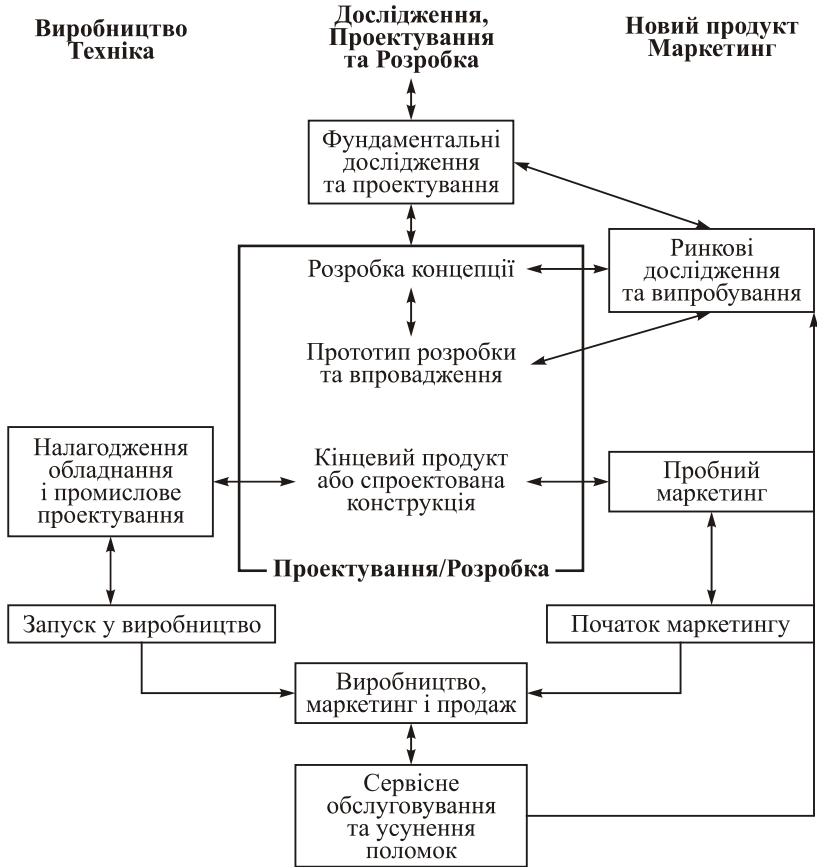 Виробництво
Техніка
Дослідження,
Проектування
та Розробка
Новий продукт
Маркетинг
Фундаментальні
дослідження
та проектування
Ринкові
дослідження
та випробування
Розробка концепції
Прототип розробки
та впровадження
Налагодження
обладнання
і промислове
проектування
Кінцевий продукт
або спроектована
конструкція
Пробний
маркетинг
Проектування/Розробка
Запуск у виробництво
Початок маркетингу
Виробництво,
маркетинг і продаж
Сервісне
обслуговування
та усунення
поломок